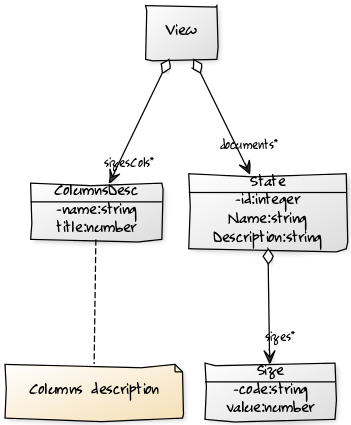 View
sizesCols*
documents*
ColumnsDesc
-name:string
title:number
State
-id:integer
Name:string
Description:string
sizes*
Columns description
Size
-code:string
value:number